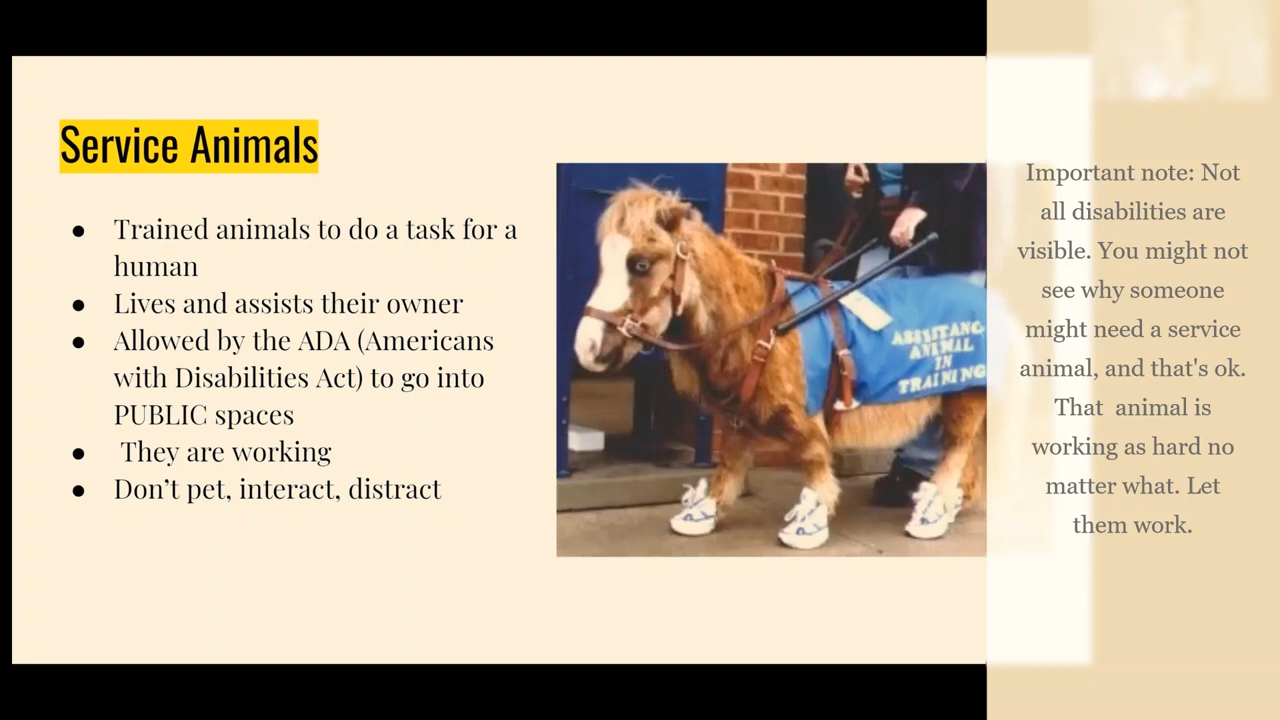 Service Animals
● Trained animals to do a task for a
human
● Lives and assists their owner
● Allowed by the ADA (Americans
with Disabilities Act) to go into
PUBLIC spaces
● They are working
● Don’t pet, interact, distract
ASSISTANC
ANIMAL
IN
TRAINING
Important note: Not
all disabilities are
visible. You might not
see why someone
might need a service
animal, and that's ok.
That animal is
working as hard no
matter what. Let
them work.